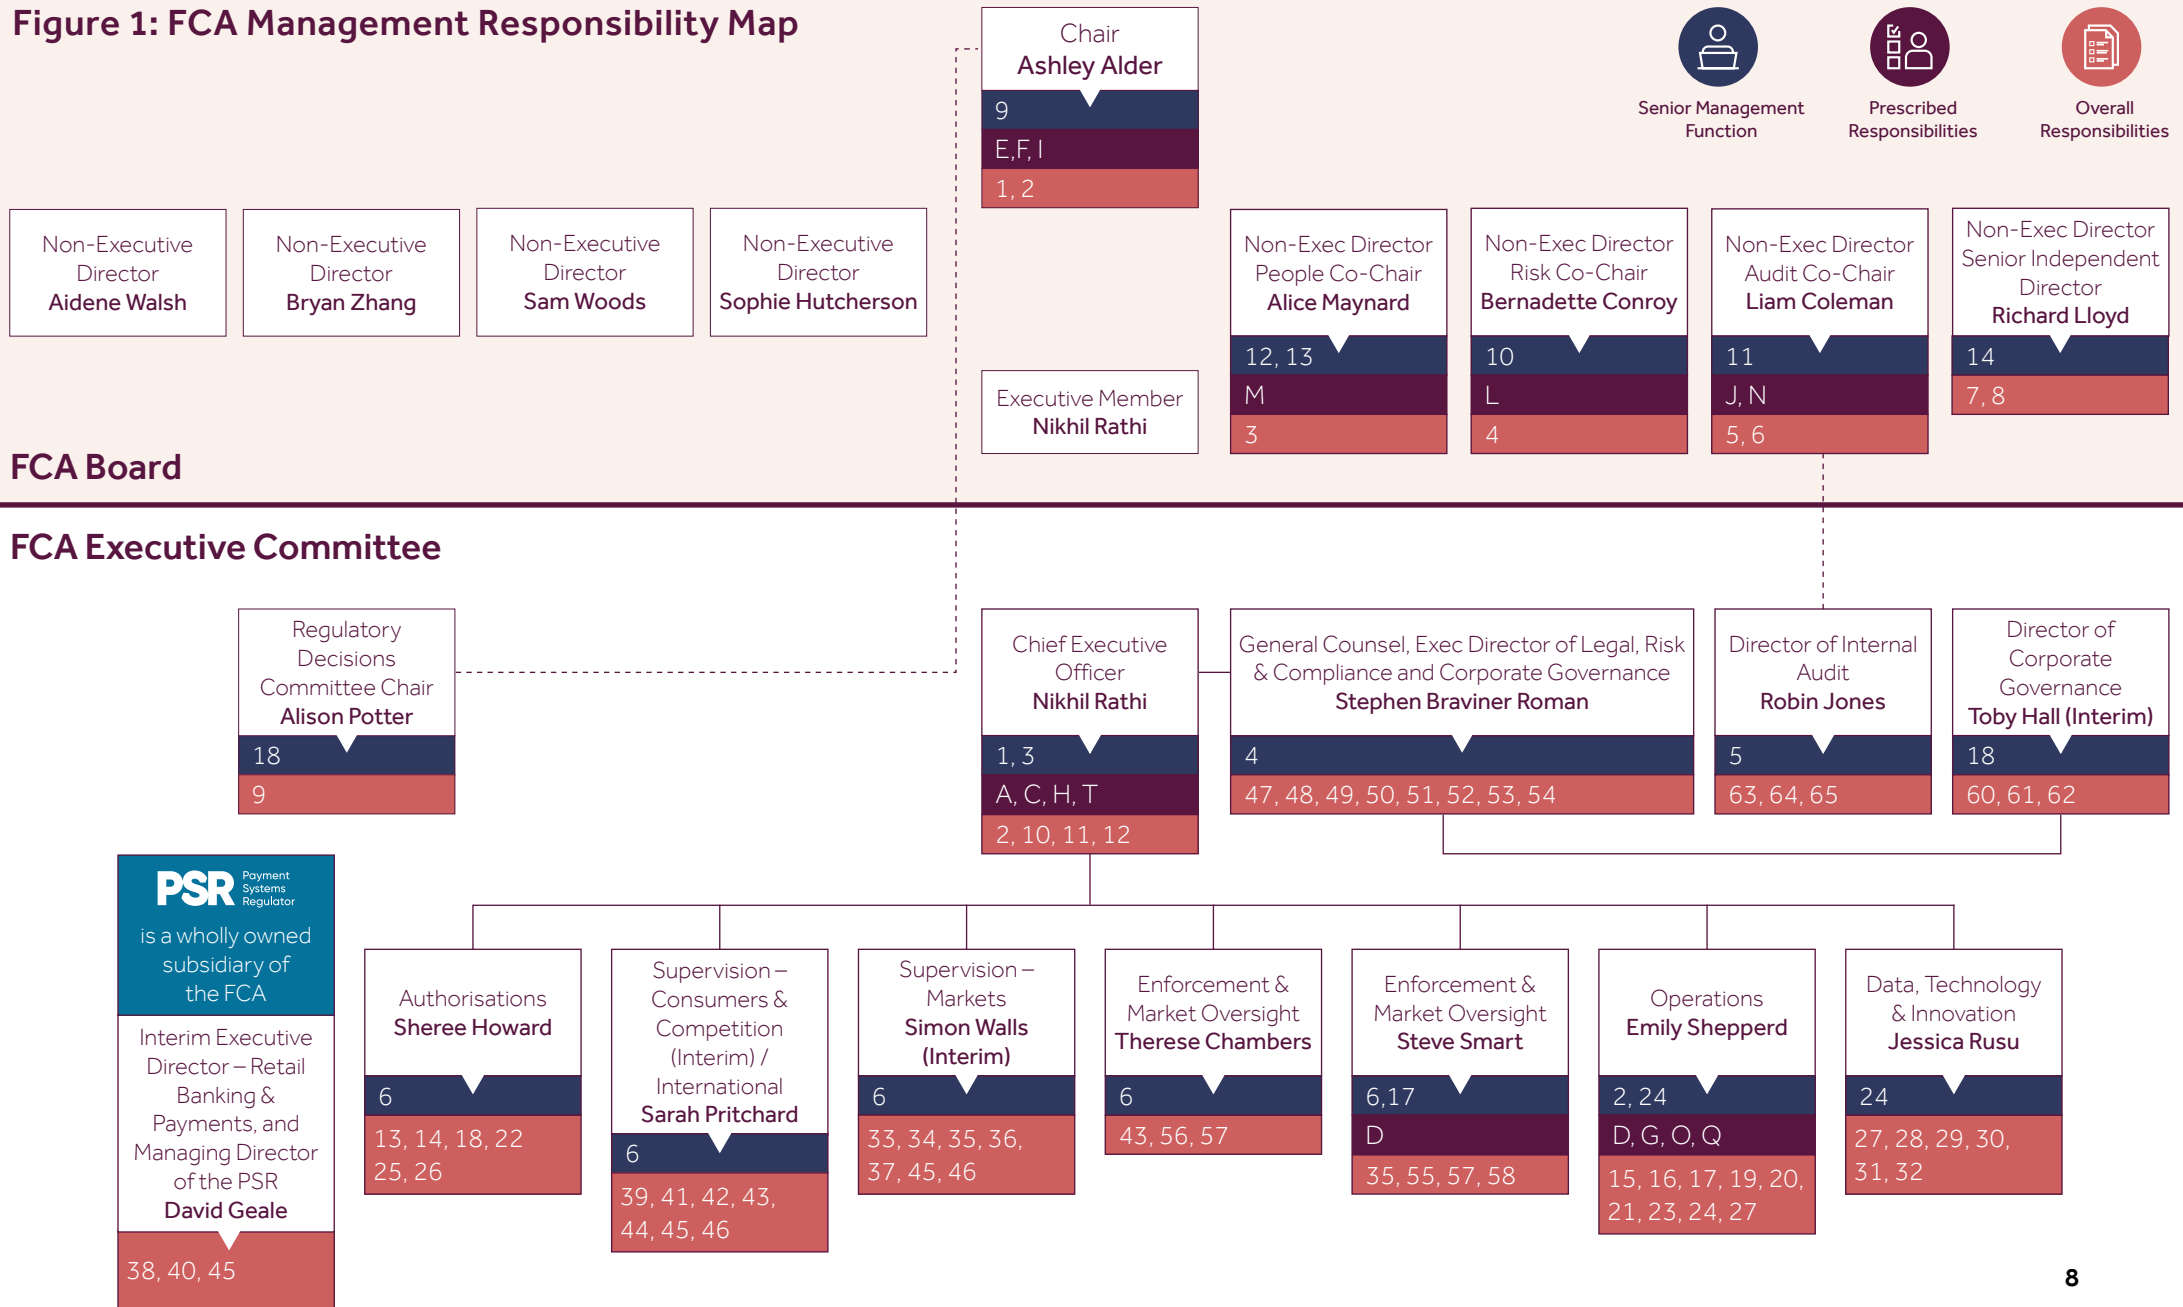 Figure 1: FCA Management Responsibility Map
Chair
Ashley Alder
9
E,F, I
1, 2
Senior Management
Function
Prescribed
Responsibilities
Overall
Responsibilities
Non-Executive
Director
Aidene Walsh
Non-Executive
Director
Bryan Zhang
Non-Executive
Director
Sam Woods
Non-Executive
Director
Sophie Hutcherson
Executive Member
Nikhil Rathi
Non-Exec Director
People Co-Chair
Alice Maynard
12, 13
M
3
Non-Exec Director
Risk Co-Chair
Bernadette Conroy
10
L
4
Non-Exec Director
Audit Co-Chair
Liam Coleman
11
J, N
5, 6
Non-Exec Director
Senior Independent
Director
Richard Lloyd
14
7, 8
FCA Board
FCA Executive Committee
Regulatory
Decisions
Committee Chair
Alison Potter
18
9
Chief Executive
Officer
Nikhil Rathi
1, 3
A, C, H, T
2, 10, 11, 12
General Counsel, Exec Director of Legal, Risk
& Compliance and Corporate Governance
Stephen Braviner Roman
4
47, 48, 49, 50, 51, 52, 53, 54
Director of Internal
Audit
Robin Jones
5
63, 64, 65
Director of
Corporate
Governance
Toby Hall (Interim)
18
60, 61, 62
PSR
Payment
Systems
Regulator
is a wholly owned
subsidiary of
the FCA
Interim Executive
Director – Retail
Banking &
Payments, and
Managing Director
of the PSR
David Geale
38, 40, 45
Authorisations
Sheree Howard
6
13, 14, 18, 22
25, 26
Supervision –
Consumers &
Competition
(Interim) /
International
Sarah Pritchard
6
39, 41, 42, 43,
44, 45, 46
Supervision –
Markets
Simon Walls
(Interim)
6
33, 34, 35, 36,
37, 45, 46
Enforcement &
Market Oversight
Therese Chambers
6
43, 56, 57
Enforcement &
Market Oversight
Steve Smart
6,17
D
35, 55, 57, 58
Operations
Emily Shepperd
2, 24
D, G, O, Q
15, 16, 17, 19, 20,
21, 23, 24, 27
Data, Technology
& Innovation
Jessica Rusu
24
27, 28, 29, 30,
31, 32
8